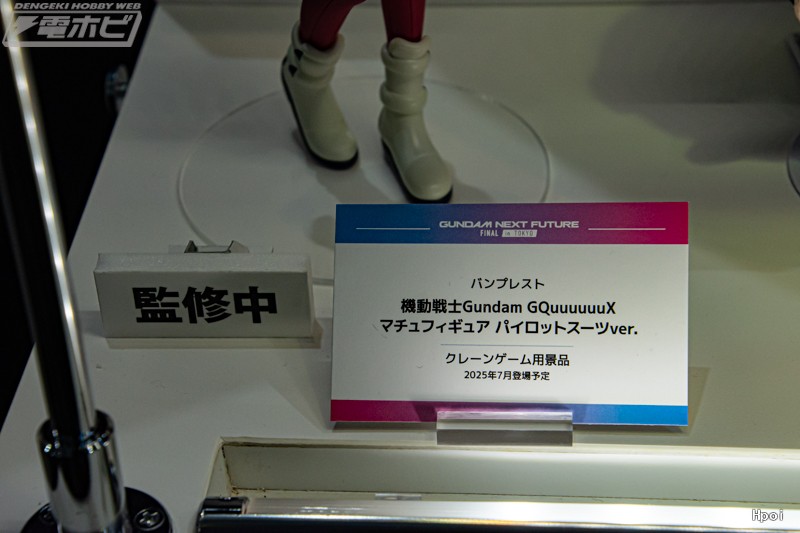 DENGEKI HOBBY WEB
電ホビ
GUNDAM NEXT FUTURE
FINAL in TOKYO
バンプレスト
機動戦士Gundam GQuuuuuuX
マチュフィギュア パイロットスーツver.
クレーンゲーム用景品
2025年7月登場予定
監修中
Hpoi